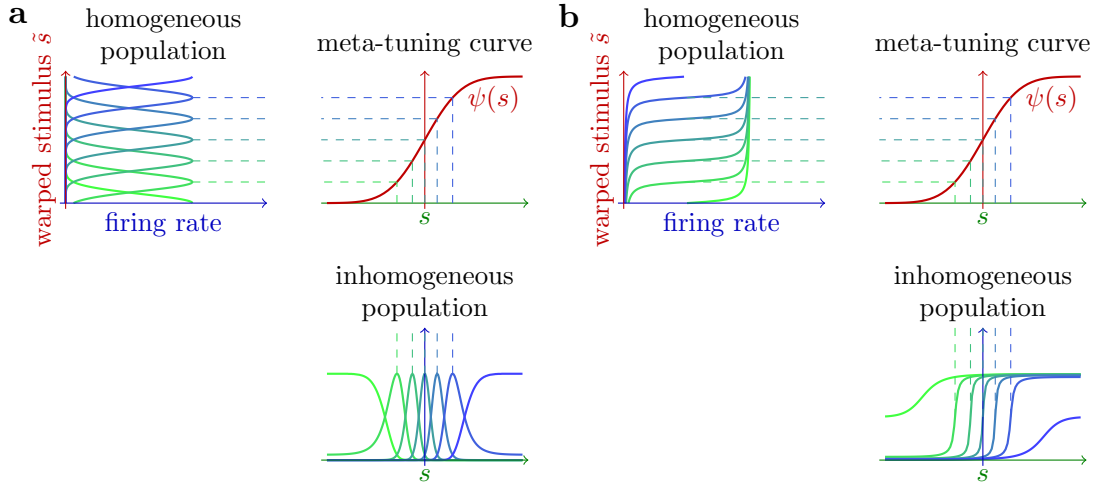 a
homogeneous
population
meta-tuning curve
warped stimulus s̃
ψ(s)
firing rate
s
inhomogeneous
population
s
b
homogeneous
population
meta-tuning curve
warped stimulus s̃
ψ(s)
firing rate
s
inhomogeneous
population
s